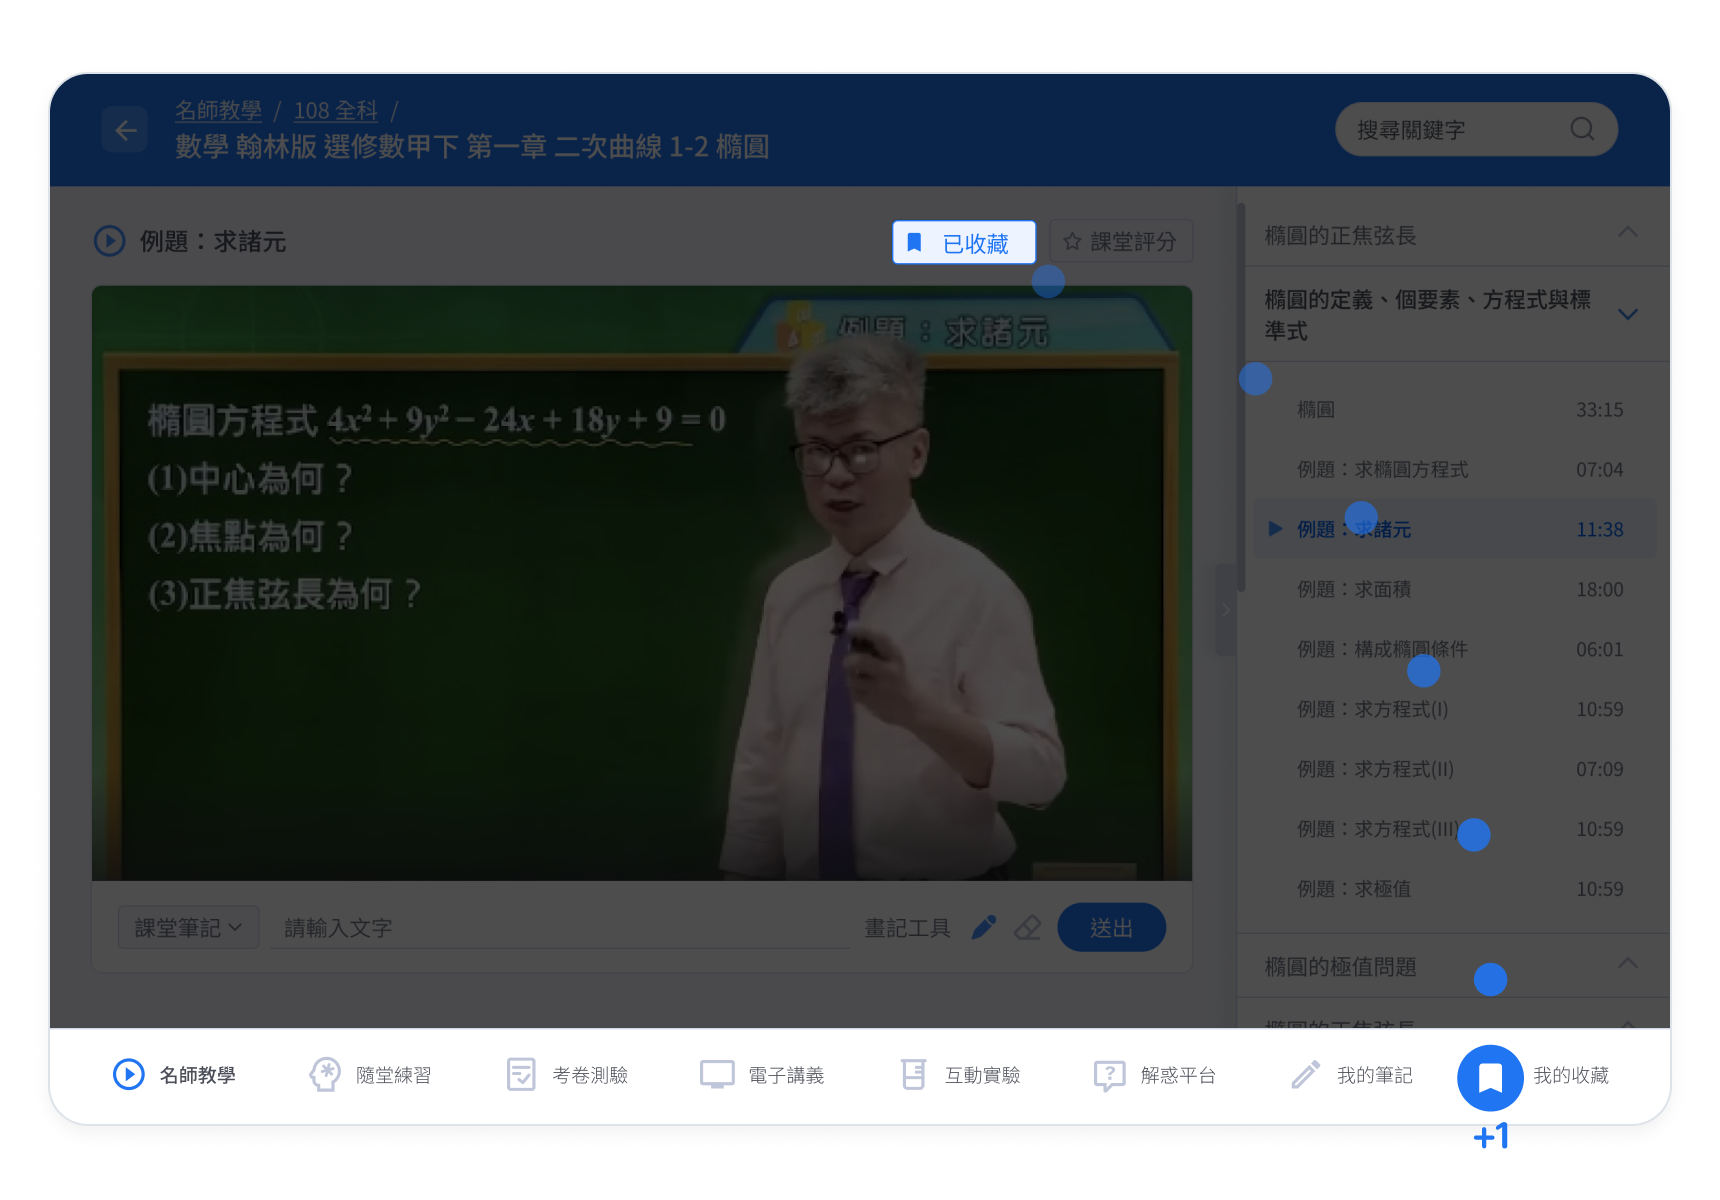 名師教學 / 108 全科 /
數學 翰林版 選修數甲下 第一章 二次曲線 1-2 橢圓
搜尋關鍵字
例題：求諸元
已收藏
課堂評分
例題：求諸元
橢圓方程式 4x² + 9y² − 24x + 18y + 9 = 0
(1)中心為何？
(2)焦點為何？
(3)正焦弦長為何？
課堂筆記
請輸入文字
畫記工具
送出
橢圓的正焦弦長
橢圓的定義、個要素、方程式與標
準式
橢圓 33:15
例題：求橢圓方程式 07:04
例題：求諸元 11:38
例題：求面積 18:00
例題：構成橢圓條件 06:01
例題：求方程式(I) 10:59
例題：求方程式(II) 07:09
例題：求方程式(III) 10:59
例題：求極值 10:59
橢圓的極值問題
橢圓的正焦弦長
名師教學
隨堂練習
考卷測驗
電子講義
互動實驗
解惑平台
我的筆記
我的收藏
+1